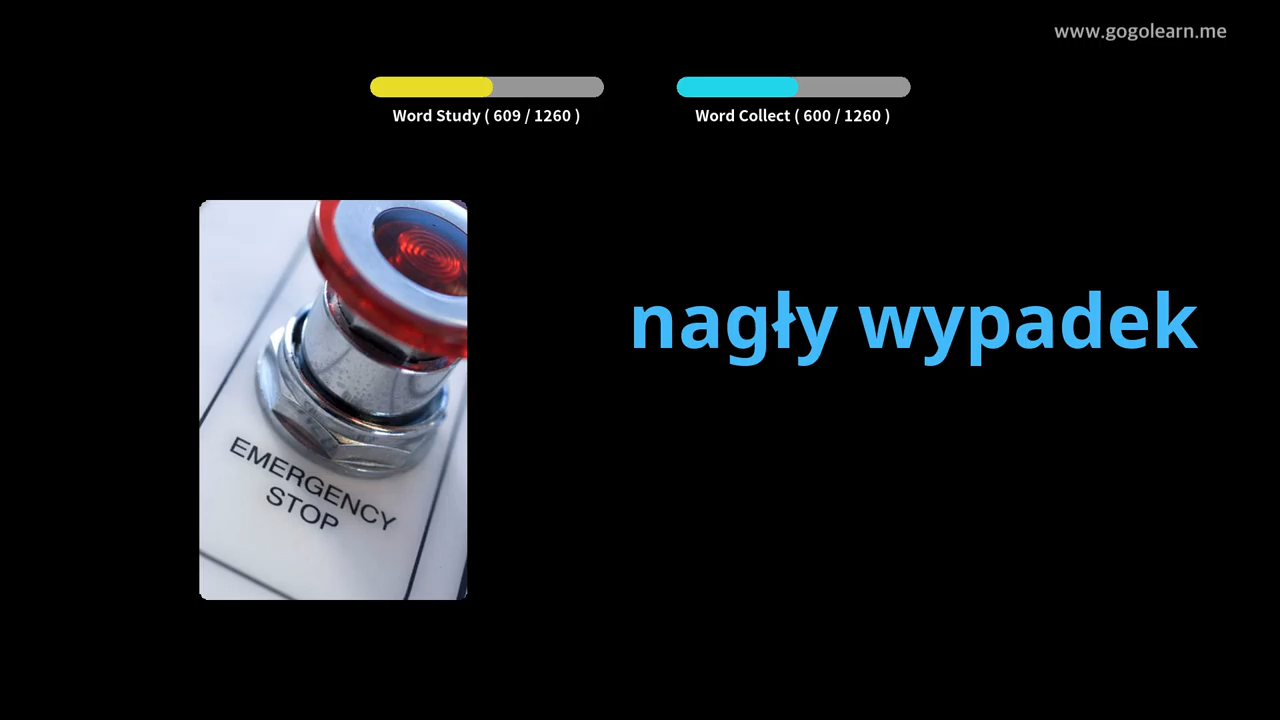 www.gogolearn.me
Word Study ( 609 / 1260 )
Word Collect ( 600 / 1260 )
nagły wypadek
EMERGENCY
STOP